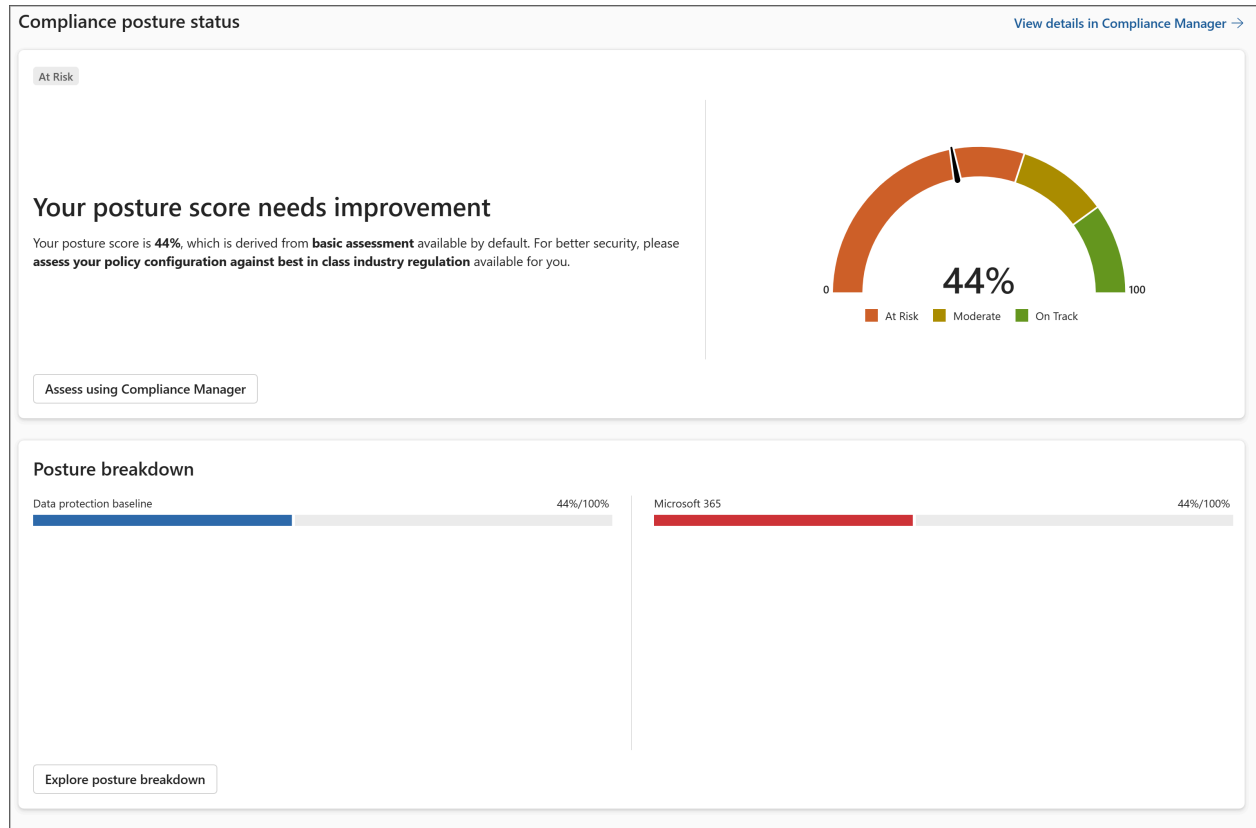 Compliance posture status
View details in Compliance Manager →
At Risk
Your posture score needs improvement
Your posture score is 44%, which is derived from basic assessment available by default. For better security, please
assess your policy configuration against best in class industry regulation available for you.
44%
0
100
At Risk
Moderate
On Track
Assess using Compliance Manager
Posture breakdown
Data protection baseline
44%/100%
Microsoft 365
44%/100%
Explore posture breakdown